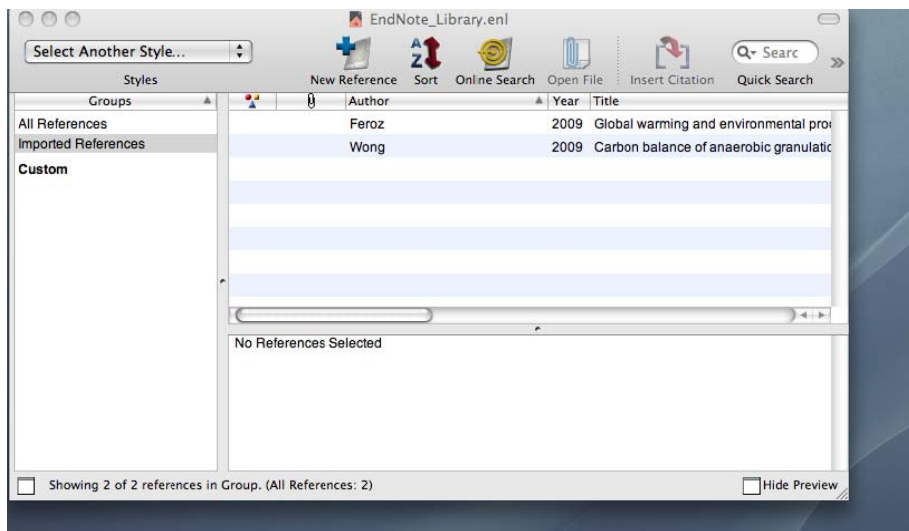 EndNote_Library.enl
Select Another Style...
Searc
Styles
New Reference
Sort
Online Search
Open File
Insert Citation
Quick Search
Groups
Author
Year
Title
All References
Feroz
2009
Global warming and environmental pro
Imported References
Wong
2009
Carbon balance of anaerobic granulatic
Custom
No References Selected
Showing 2 of 2 references in Group. (All References: 2)
Hide Preview